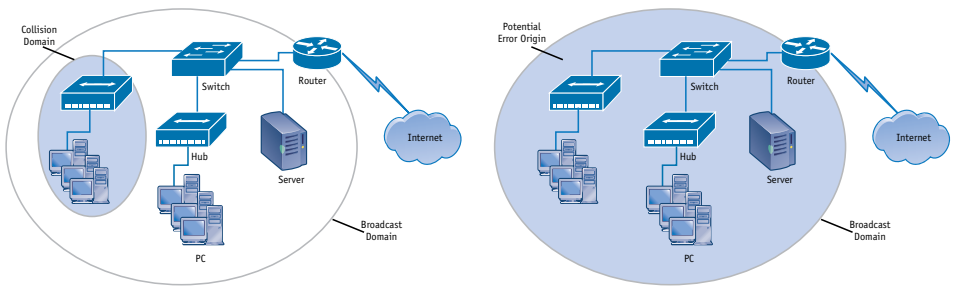 Collision
Domain
Switch
Router
Internet
Hub
Server
PC
Broadcast
Domain
Potential
Error Origin
Switch
Router
Internet
Hub
Server
PC
Broadcast
Domain